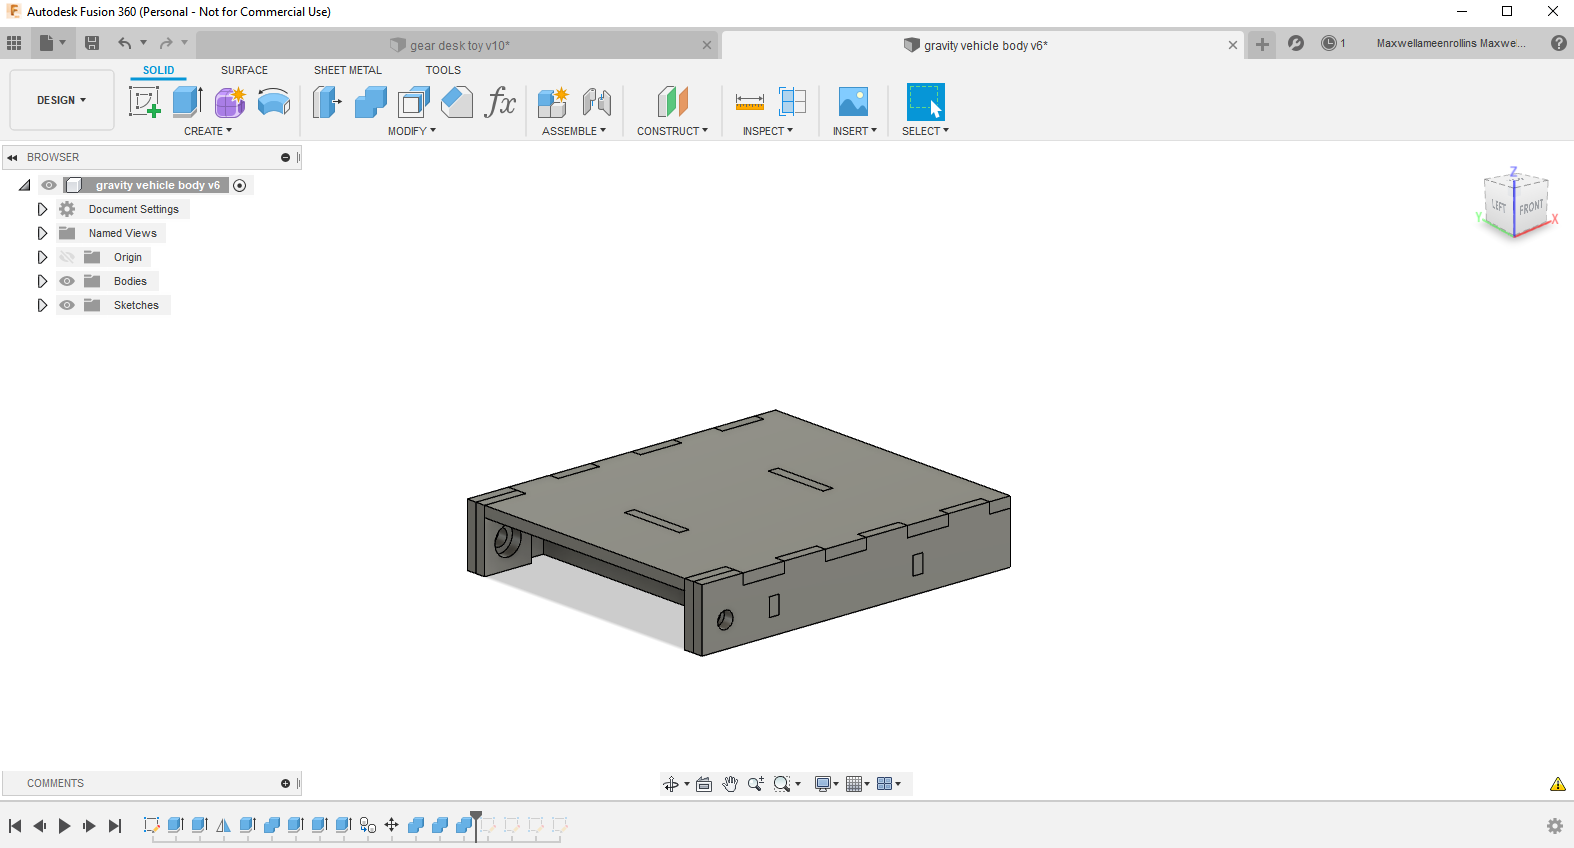 Autodesk Fusion 360 (Personal - Not for Commercial Use)
gear desk toy v10*
gravity vehicle body v6*
1
Maxwellameenrollins Maxwe...
DESIGN
SOLID
SURFACE
SHEET METAL
TOOLS
fx
CREATE
MODIFY
ASSEMBLE
CONSTRUCT
INSPECT
INSERT
SELECT
BROWSER
gravity vehicle body v6
Document Settings
Named Views
Origin
Bodies
Sketches
Z
LEFT
FRONT
Y
X
COMMENTS